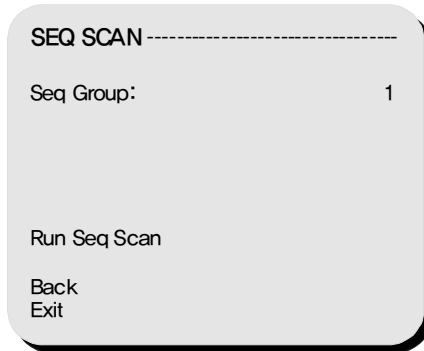 SEQ SCAN ---------------------------------
Seq Group: 1
Run Seq Scan
Back
Exit